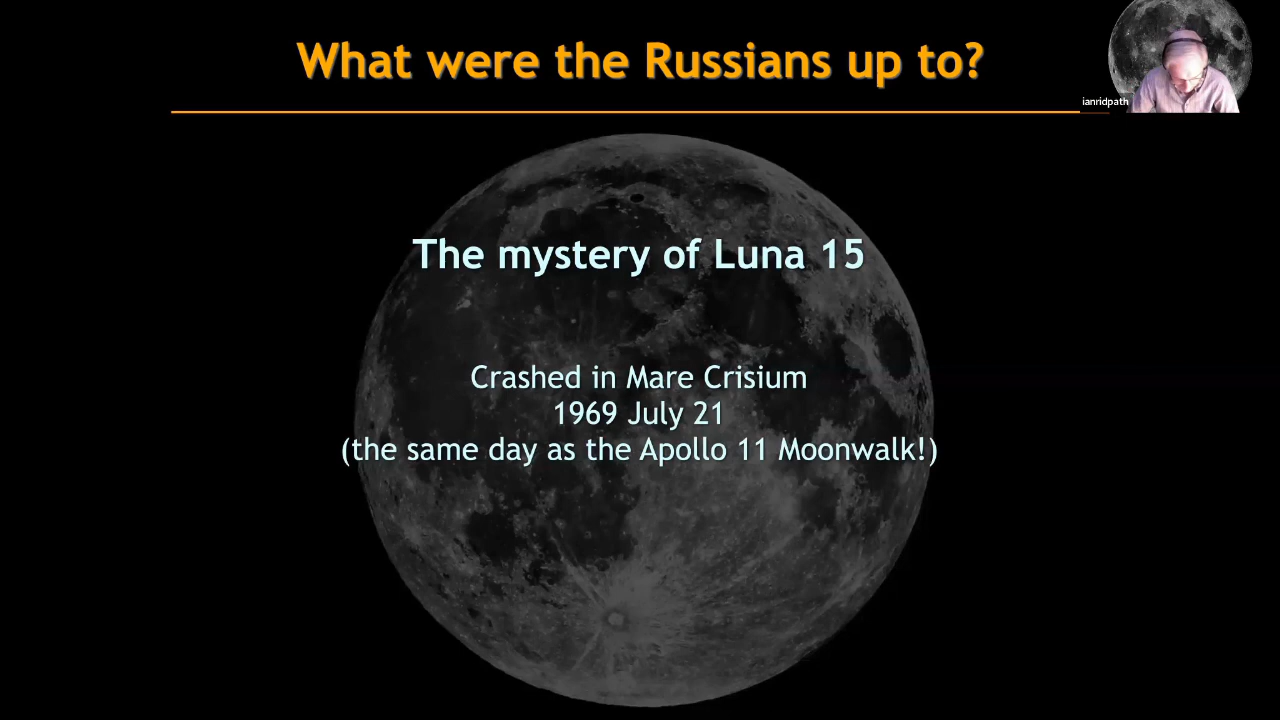 What were the Russians up to?
ianridpath
The mystery of Luna 15
Crashed in Mare Crisium
1969 July 21
(the same day as the Apollo 11 Moonwalk!)